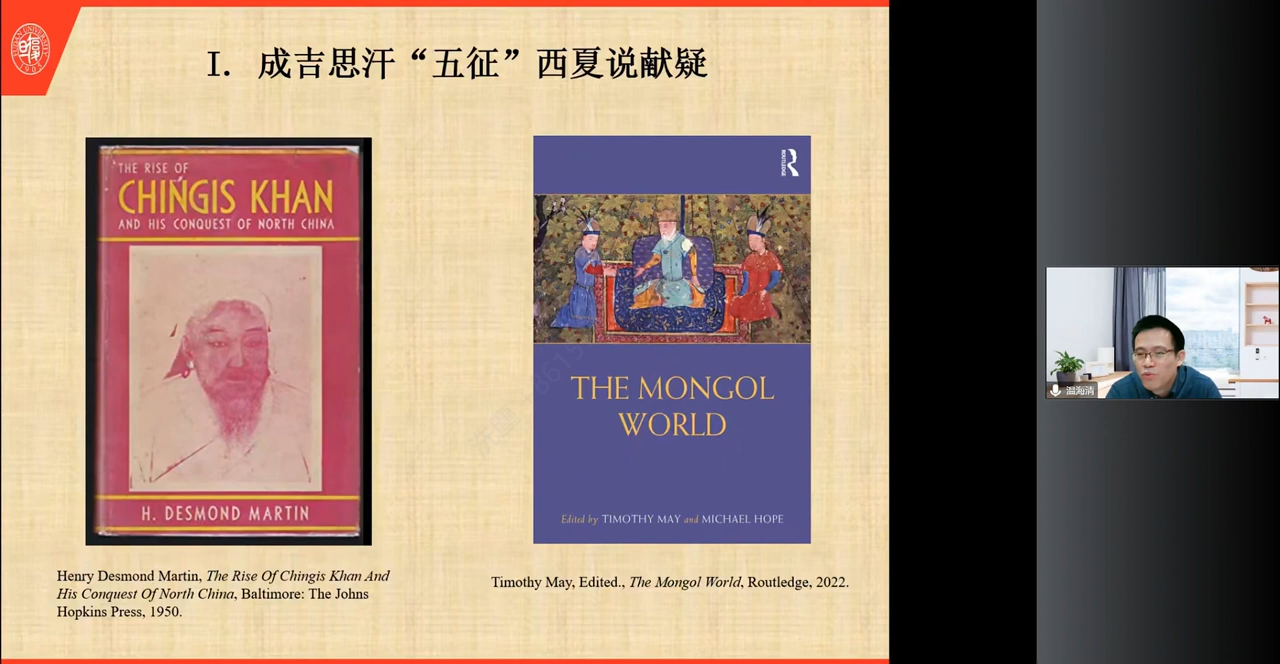 I. 成吉思汗“五征”西夏说献疑
THE RISE OF
CHINGIS KHAN
AND HIS CONQUEST OF NORTH CHINA
H. DESMOND MARTIN
ROUTLEDGE
THE MONGOL
WORLD
Edited by TIMOTHY MAY and MICHAEL HOPE
Henry Desmond Martin, The Rise Of Chingis Khan And
His Conquest Of North China, Baltimore: The Johns
Hopkins Press, 1950.
Timothy May, Edited., The Mongol World, Routledge, 2022.
温海清